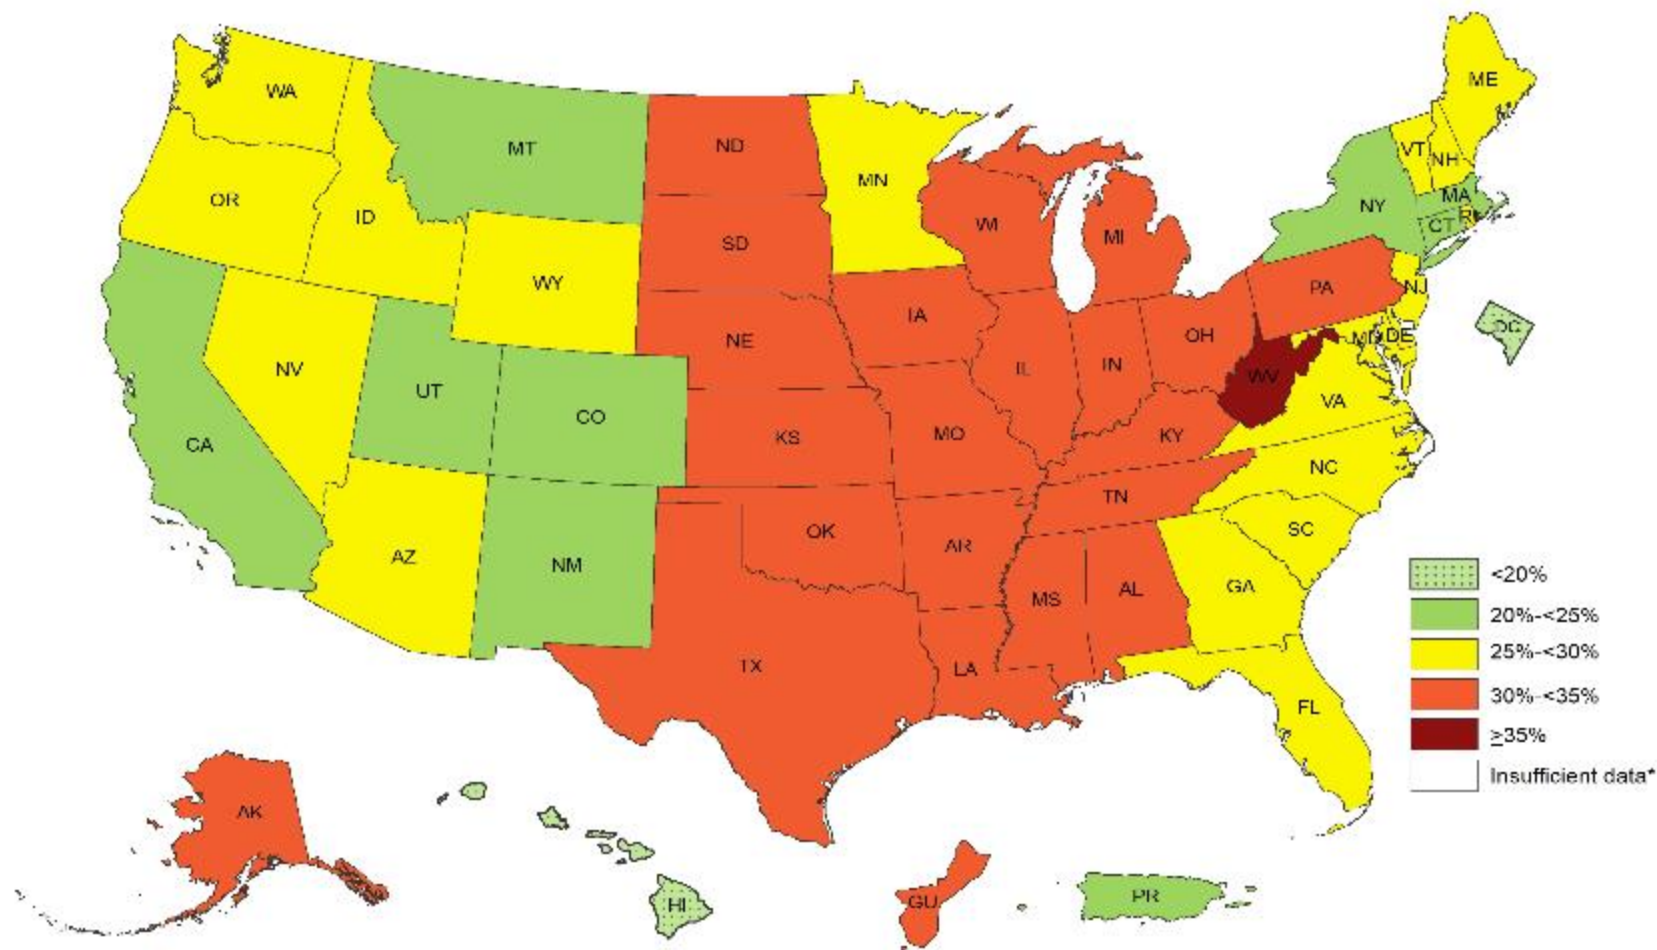 WA
ME
MT
ND
VT
NH
MN
OR
ID
MA
NY
RI
CT
WI
SD
MI
WY
PA
NJ
IA
DC
OH
MD
DE
NE
NV
IL
IN
WV
UT
VA
CO
CA
KS
MO
KY
NC
TN
OK
SC
AR
AZ
NM
<20%
GA
AL
MS
20%-<25%
25%-<30%
TX
LA
30%-<35%
FL
≥35%
Insufficient data*
AK
PR
GU
HI